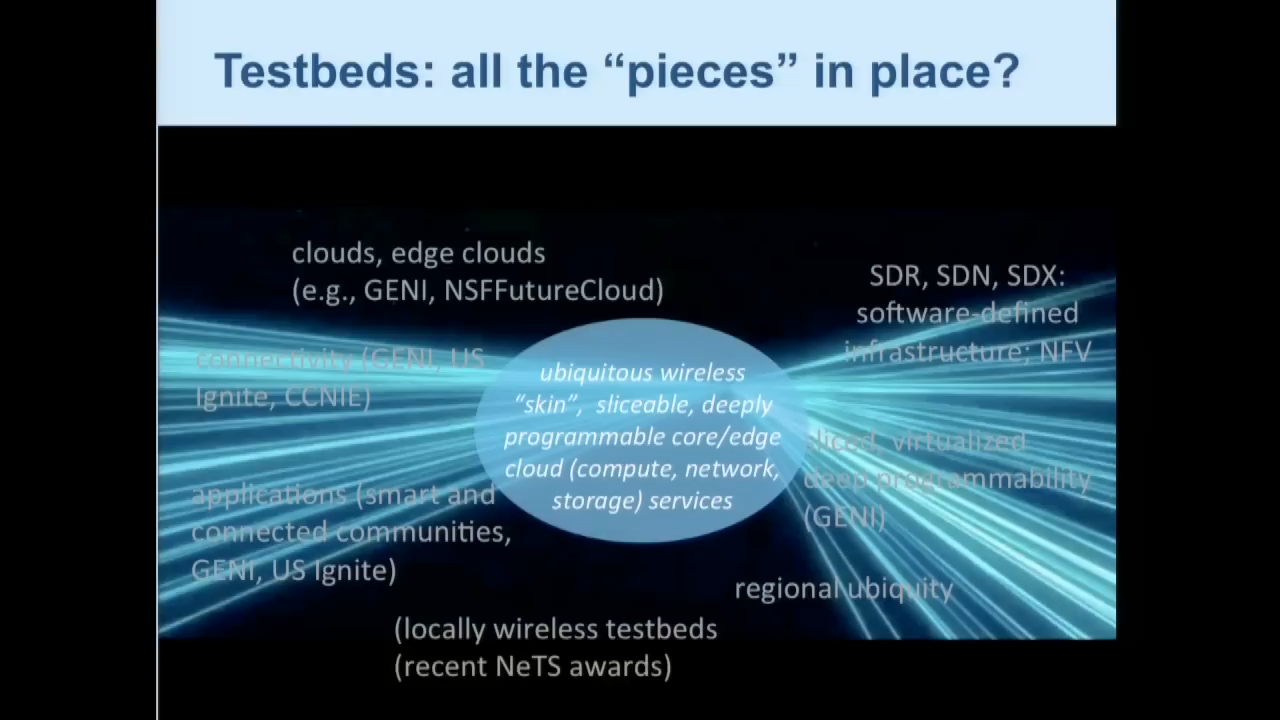 Testbeds: all the “pieces” in place?
clouds, edge clouds
(e.g., GENI, NSFFutureCloud)
SDR, SDN, SDX:
software-defined
infrastructure; NFV
connectivity (GENI, US
Ignite, CCNIE)
ubiquitous wireless
“skin”, sliceable, deeply
programmable core/edge
cloud (compute, network,
storage) services
sliced, virtualized
deep programmability
(GENI)
applications (smart and
connected communities,
GENI, US Ignite)
regional ubiquity
(locally wireless testbeds
(recent NeTS awards)